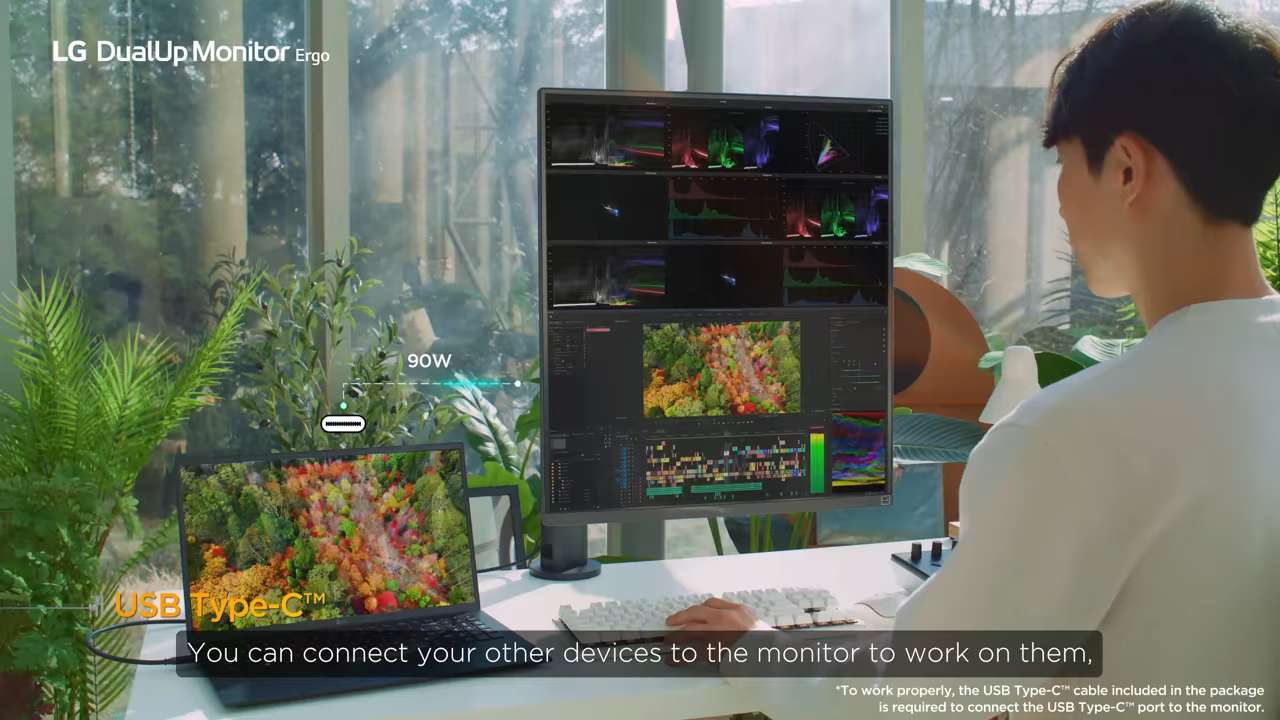 LG DualUp Monitor Ergo
90W
USB Type-C™
You can connect your other devices to the monitor to work on them,
*To work properly, the USB Type-C™ cable included in the package
is required to connect the USB Type-C™ port to the monitor.